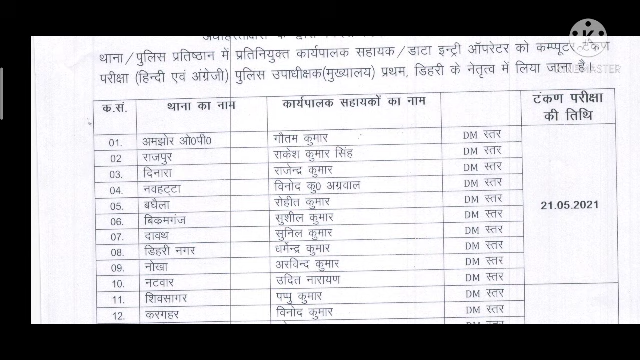 थाना/पुलिस प्रतिष्ठान में प्रतिनियुक्त कार्यपालक सहायक/डाटा इन्ट्री ऑपरेटर को कम्प्यूटर-टंकण
परीक्षा (हिन्दी एवं अंग्रेजी) पुलिस उपाधीक्षक(मुख्यालय) प्रथम, डिहरी के नेतृत्व में लिया जाना है।
क.सं. थाना का नाम कार्यपालक सहायकों का नाम टंकण परीक्षा
की तिथि
01. अमझोर ओ0पी0 गौतम कुमार DM स्तर
02 राजपुर राकेश कुमार सिंह DM स्तर
03. दिनारा राजेन्द्र कुमार DM स्तर
04. नवहट्टा विनोद कु0 अग्रवाल DM स्तर
05. बघैला रोहीत कुमार DM स्तर 21.05.2021
06. बिकमगंज सुशील कुमार DM स्तर
07. दावथ सुनिल कुमार DM स्तर
08. डिहरी नगर धर्मेन्द्र कुमार DM स्तर
09. नोखा अरविन्द कुमार DM स्तर
10. नटवार उदित नारायण DM स्तर
11. शिवसागर पप्पु कुमार DM स्तर
12. करगहर विनोद कुमार DM स्तर